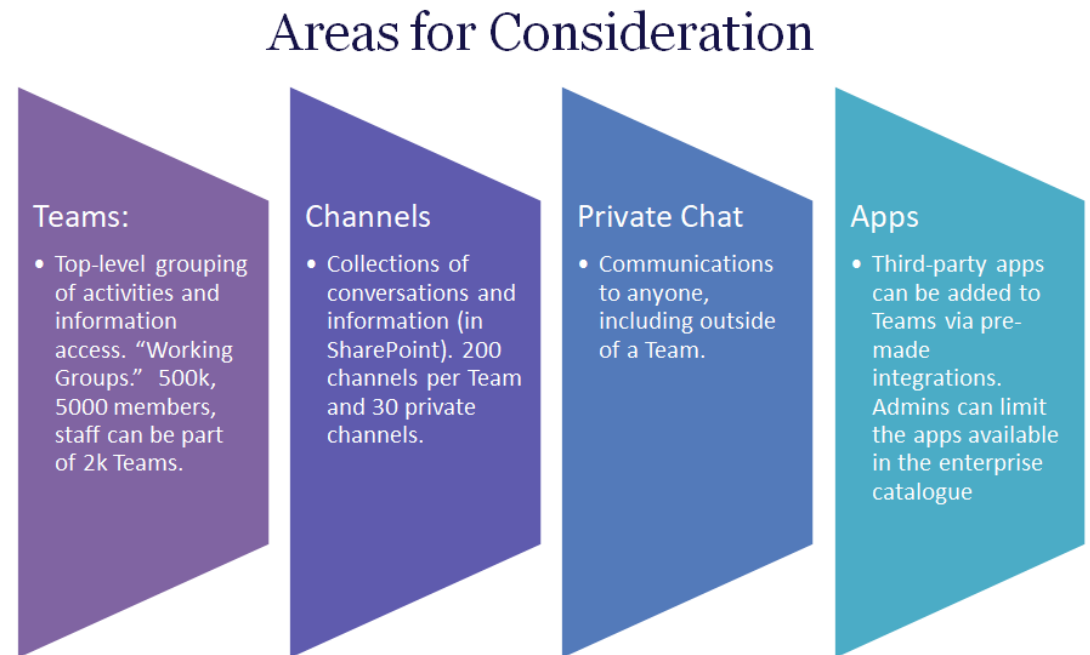 Areas for Consideration
Teams:
• Top-level grouping
of activities and
information
access. “Working
Groups.” 500k,
5000 members,
staff can be part
of 2k Teams.
Channels
• Collections of
conversations and
information (in
SharePoint). 200
channels per Team
and 30 private
channels.
Private Chat
• Communications
to anyone,
including outside
of a Team.
Apps
• Third-party apps
can be added to
Teams via pre-
made
integrations.
Admins can limit
the apps available
in the enterprise
catalogue